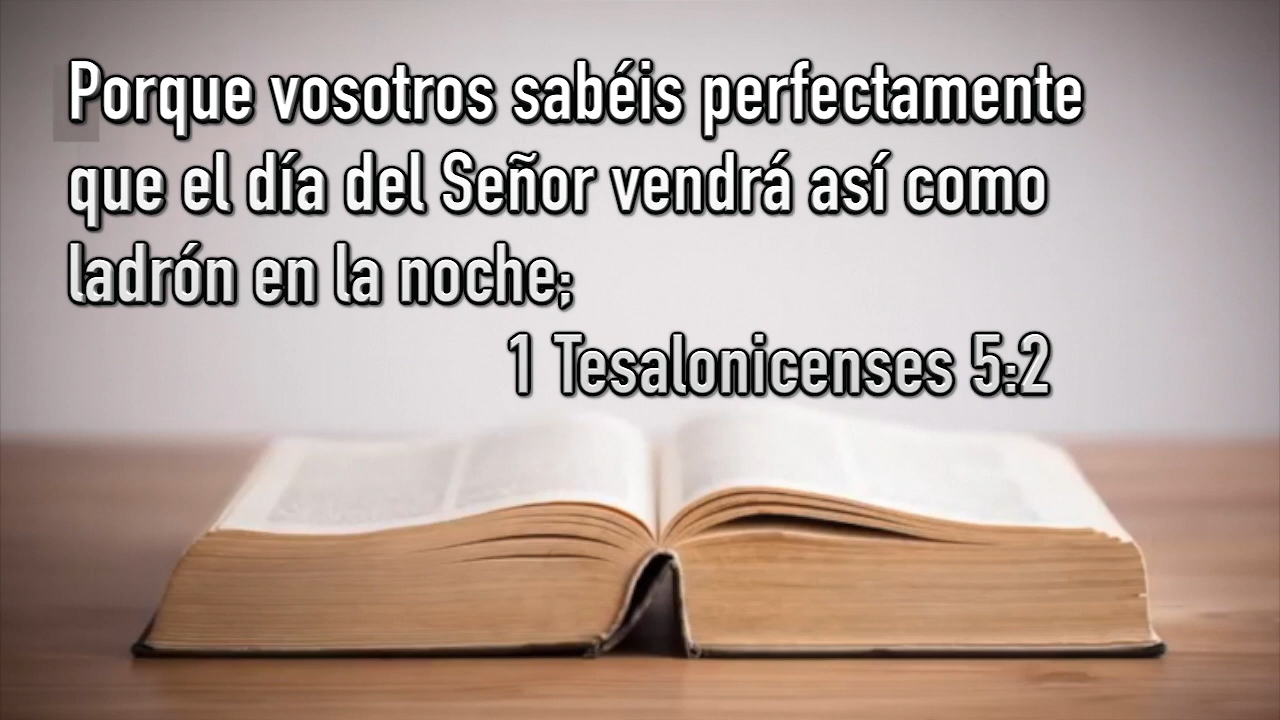 Porque vosotros sabéis perfectamente
que el día del Señor vendrá así como
ladrón en la noche;
1 Tesalonicenses 5:2